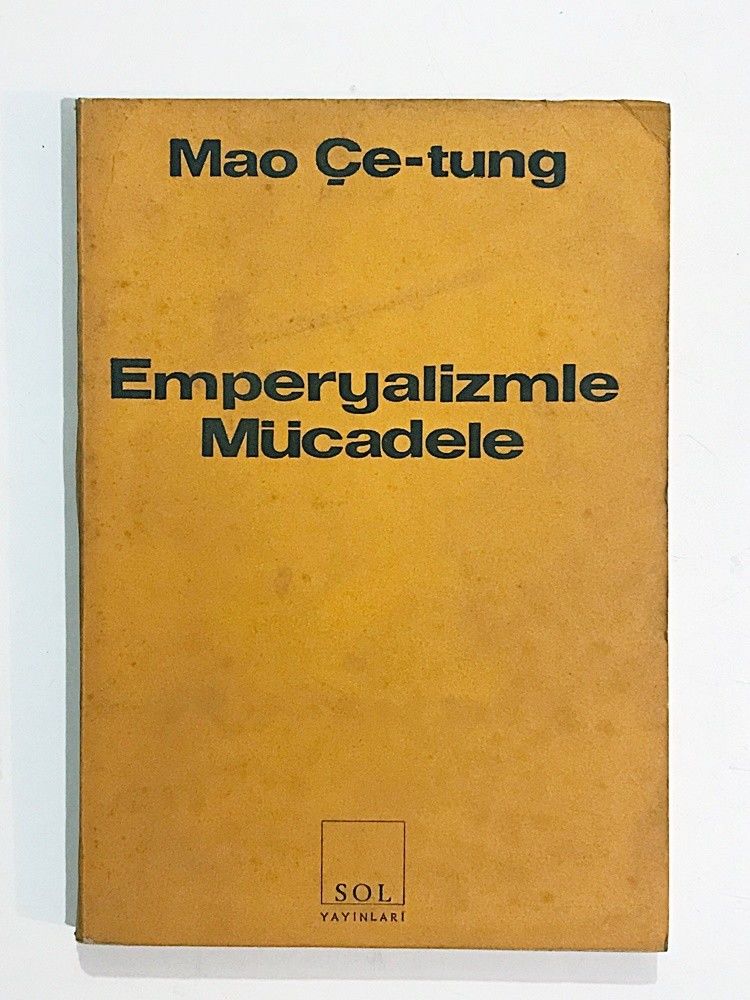 Mao Çe-tung
Emperyalizmle
Mücadele
SOL
YAYINLARI